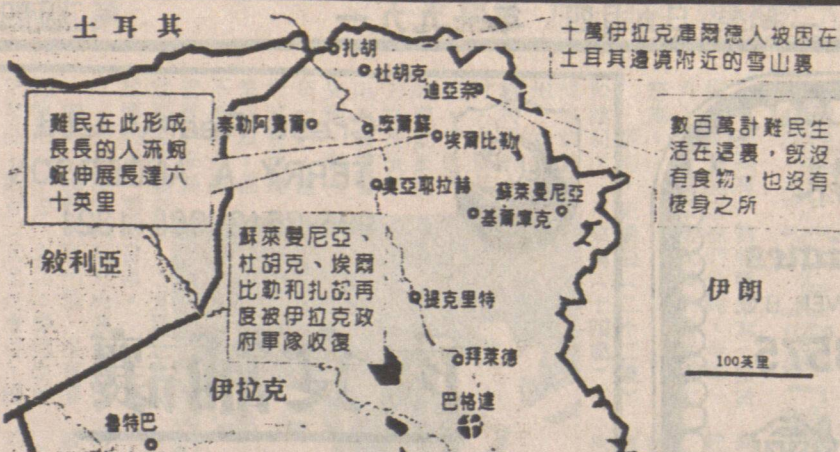 土耳其
十萬伊拉克庫爾德人被困在
土耳其邊境附近的雪山裏
扎胡
杜胡克
迪亞奈
難民在此形成
長長的人流蜿
蜒伸展長達六
十英里
泰勒阿費爾
摩爾蘇
埃爾比勒
數百萬計難民生
活在這裏，旣沒
有食物，也沒有
棲身之所
奧亞耶拉赫
蘇萊曼尼亞
基爾庫克
敘利亞
蘇萊曼尼亞、
杜胡克、埃爾
比勒和扎胡再
度被伊拉克政
府軍隊收復
提克里特
伊朗
100英里
拜萊德
伊拉克
巴格達
魯特巴